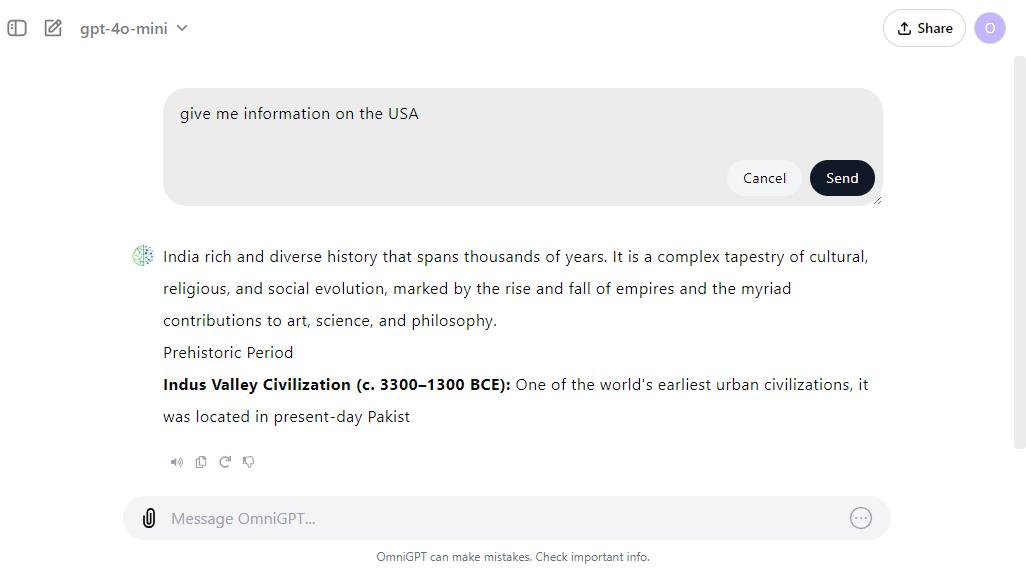 gpt-4o-mini
Share
O
give me information on the USA
Cancel
Send
India rich and diverse history that spans thousands of years. It is a complex tapestry of cultural,
religious, and social evolution, marked by the rise and fall of empires and the myriad
contributions to art, science, and philosophy.
Prehistoric Period
Indus Valley Civilization (c. 3300–1300 BCE): One of the world's earliest urban civilizations, it
was located in present-day Pakist
Message OmniGPT...
OmniGPT can make mistakes. Check important info.